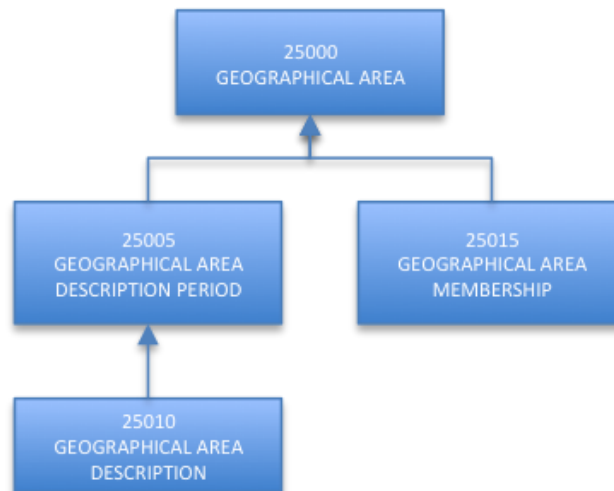 25000
GEOGRAPHICAL AREA
25005
GEOGRAPHICAL AREA
DESCRIPTION PERIOD
25015
GEOGRAPHICAL AREA
MEMBERSHIP
25010
GEOGRAPHICAL AREA
DESCRIPTION